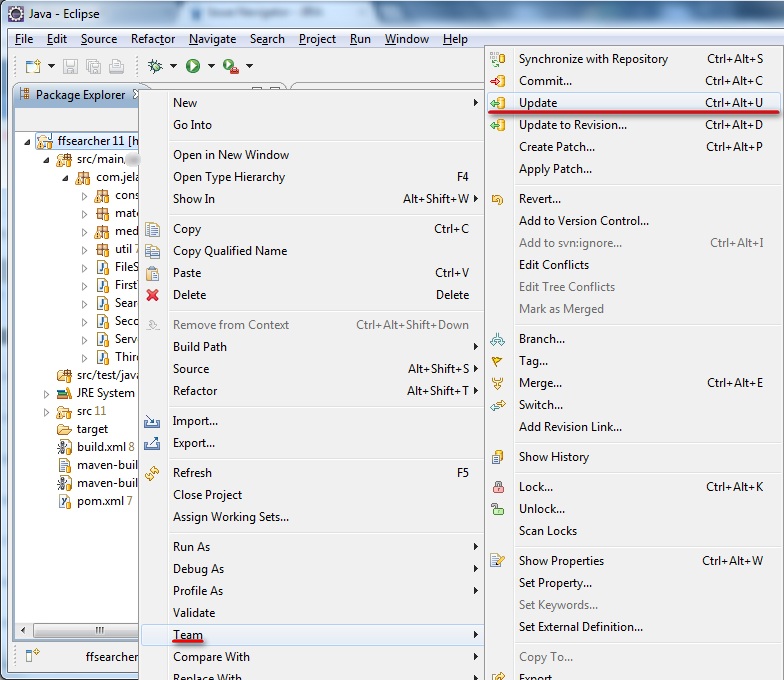 Java - Eclipse
File Edit Source Refactor Navigate Search Project Run Window Help
Package Explorer
ffsearcher 11 [h
src/main/
com.jela
cons
mate
med
util 7
FileS
First
Sear
Seco
Serv
Third
src/test/java
JRE System
src 11
target
build.xml 8
maven-buil
maven-buil
pom.xml 7
ffsearcher
New
Go Into
Open in New Window
Open Type Hierarchy F4
Show In Alt+Shift+W
Copy Ctrl+C
Copy Qualified Name
Paste Ctrl+V
Delete Delete
Remove from Context Ctrl+Alt+Shift+Down
Build Path
Source Alt+Shift+S
Refactor Alt+Shift+T
Import...
Export...
Refresh F5
Close Project
Assign Working Sets...
Run As
Debug As
Profile As
Validate
Team
Compare With
Replace With
Synchronize with Repository Ctrl+Alt+S
Commit... Ctrl+Alt+C
Update Ctrl+Alt+U
Update to Revision... Ctrl+Alt+D
Create Patch... Ctrl+Alt+P
Apply Patch...
Revert...
Add to Version Control...
Add to svn:ignore... Ctrl+Alt+I
Edit Conflicts
Edit Tree Conflicts
Mark as Merged
Branch...
Tag...
Merge... Ctrl+Alt+E
Switch...
Add Revision Link...
Show History
Lock... Ctrl+Alt+K
Unlock...
Scan Locks
Show Properties Ctrl+Alt+W
Set Property...
Set Keywords...
Set External Definition...
Copy To...
Export